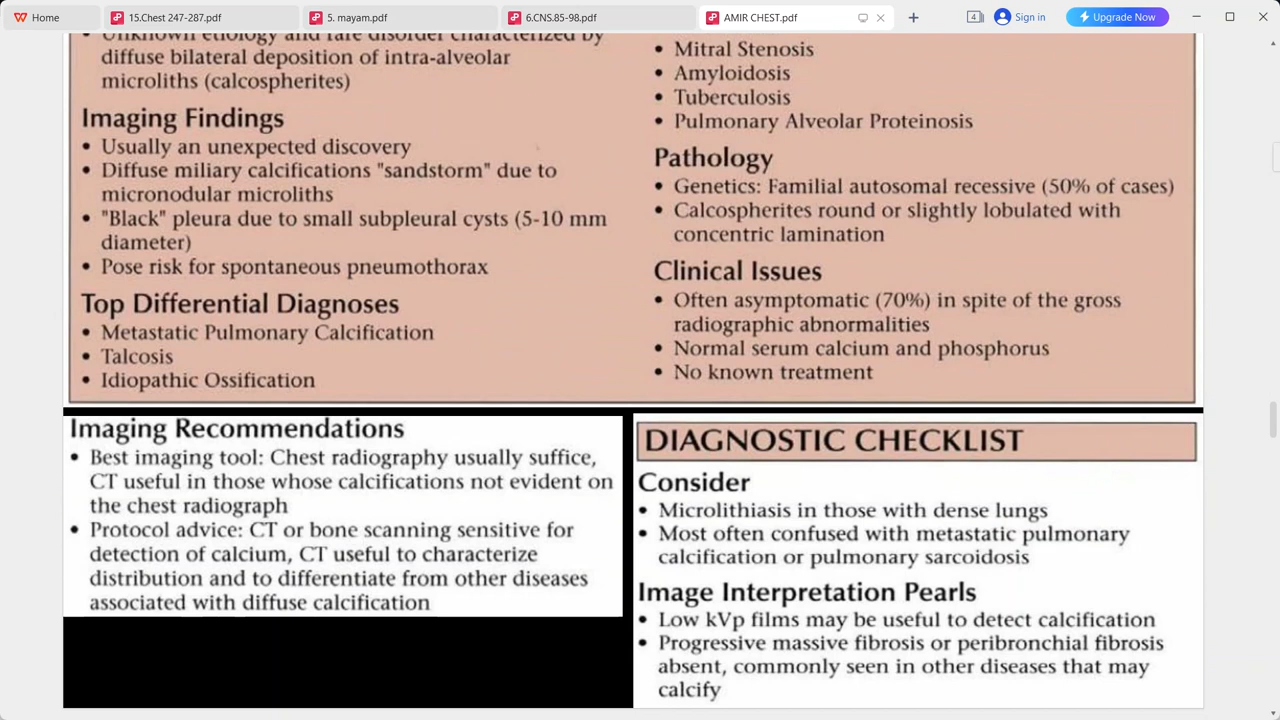 Home
15.Chest 247-287.pdf
5. mayam.pdf
6.CNS.85-98.pdf
AMIR CHEST.pdf
4
Sign in
Upgrade Now
• Unknown etiology and rare disorder characterized by
diffuse bilateral deposition of intra-alveolar
microliths (calcospherites)
Imaging Findings
• Usually an unexpected discovery
• Diffuse miliary calcifications "sandstorm" due to
micronodular microliths
• "Black" pleura due to small subpleural cysts (5-10 mm
diameter)
• Pose risk for spontaneous pneumothorax
Top Differential Diagnoses
• Metastatic Pulmonary Calcification
• Talcosis
• Idiopathic Ossification
• Mitral Stenosis
• Amyloidosis
• Tuberculosis
• Pulmonary Alveolar Proteinosis
Pathology
• Genetics: Familial autosomal recessive (50% of cases)
• Calcospherites round or slightly lobulated with
concentric lamination
Clinical Issues
• Often asymptomatic (70%) in spite of the gross
radiographic abnormalities
• Normal serum calcium and phosphorus
• No known treatment
Imaging Recommendations
• Best imaging tool: Chest radiography usually suffice,
CT useful in those whose calcifications not evident on
the chest radiograph
• Protocol advice: CT or bone scanning sensitive for
detection of calcium, CT useful to characterize
distribution and to differentiate from other diseases
associated with diffuse calcification
DIAGNOSTIC CHECKLIST
Consider
• Microlithiasis in those with dense lungs
• Most often confused with metastatic pulmonary
calcification or pulmonary sarcoidosis
Image Interpretation Pearls
• Low kVp films may be useful to detect calcification
• Progressive massive fibrosis or peribronchial fibrosis
absent, commonly seen in other diseases that may
calcify